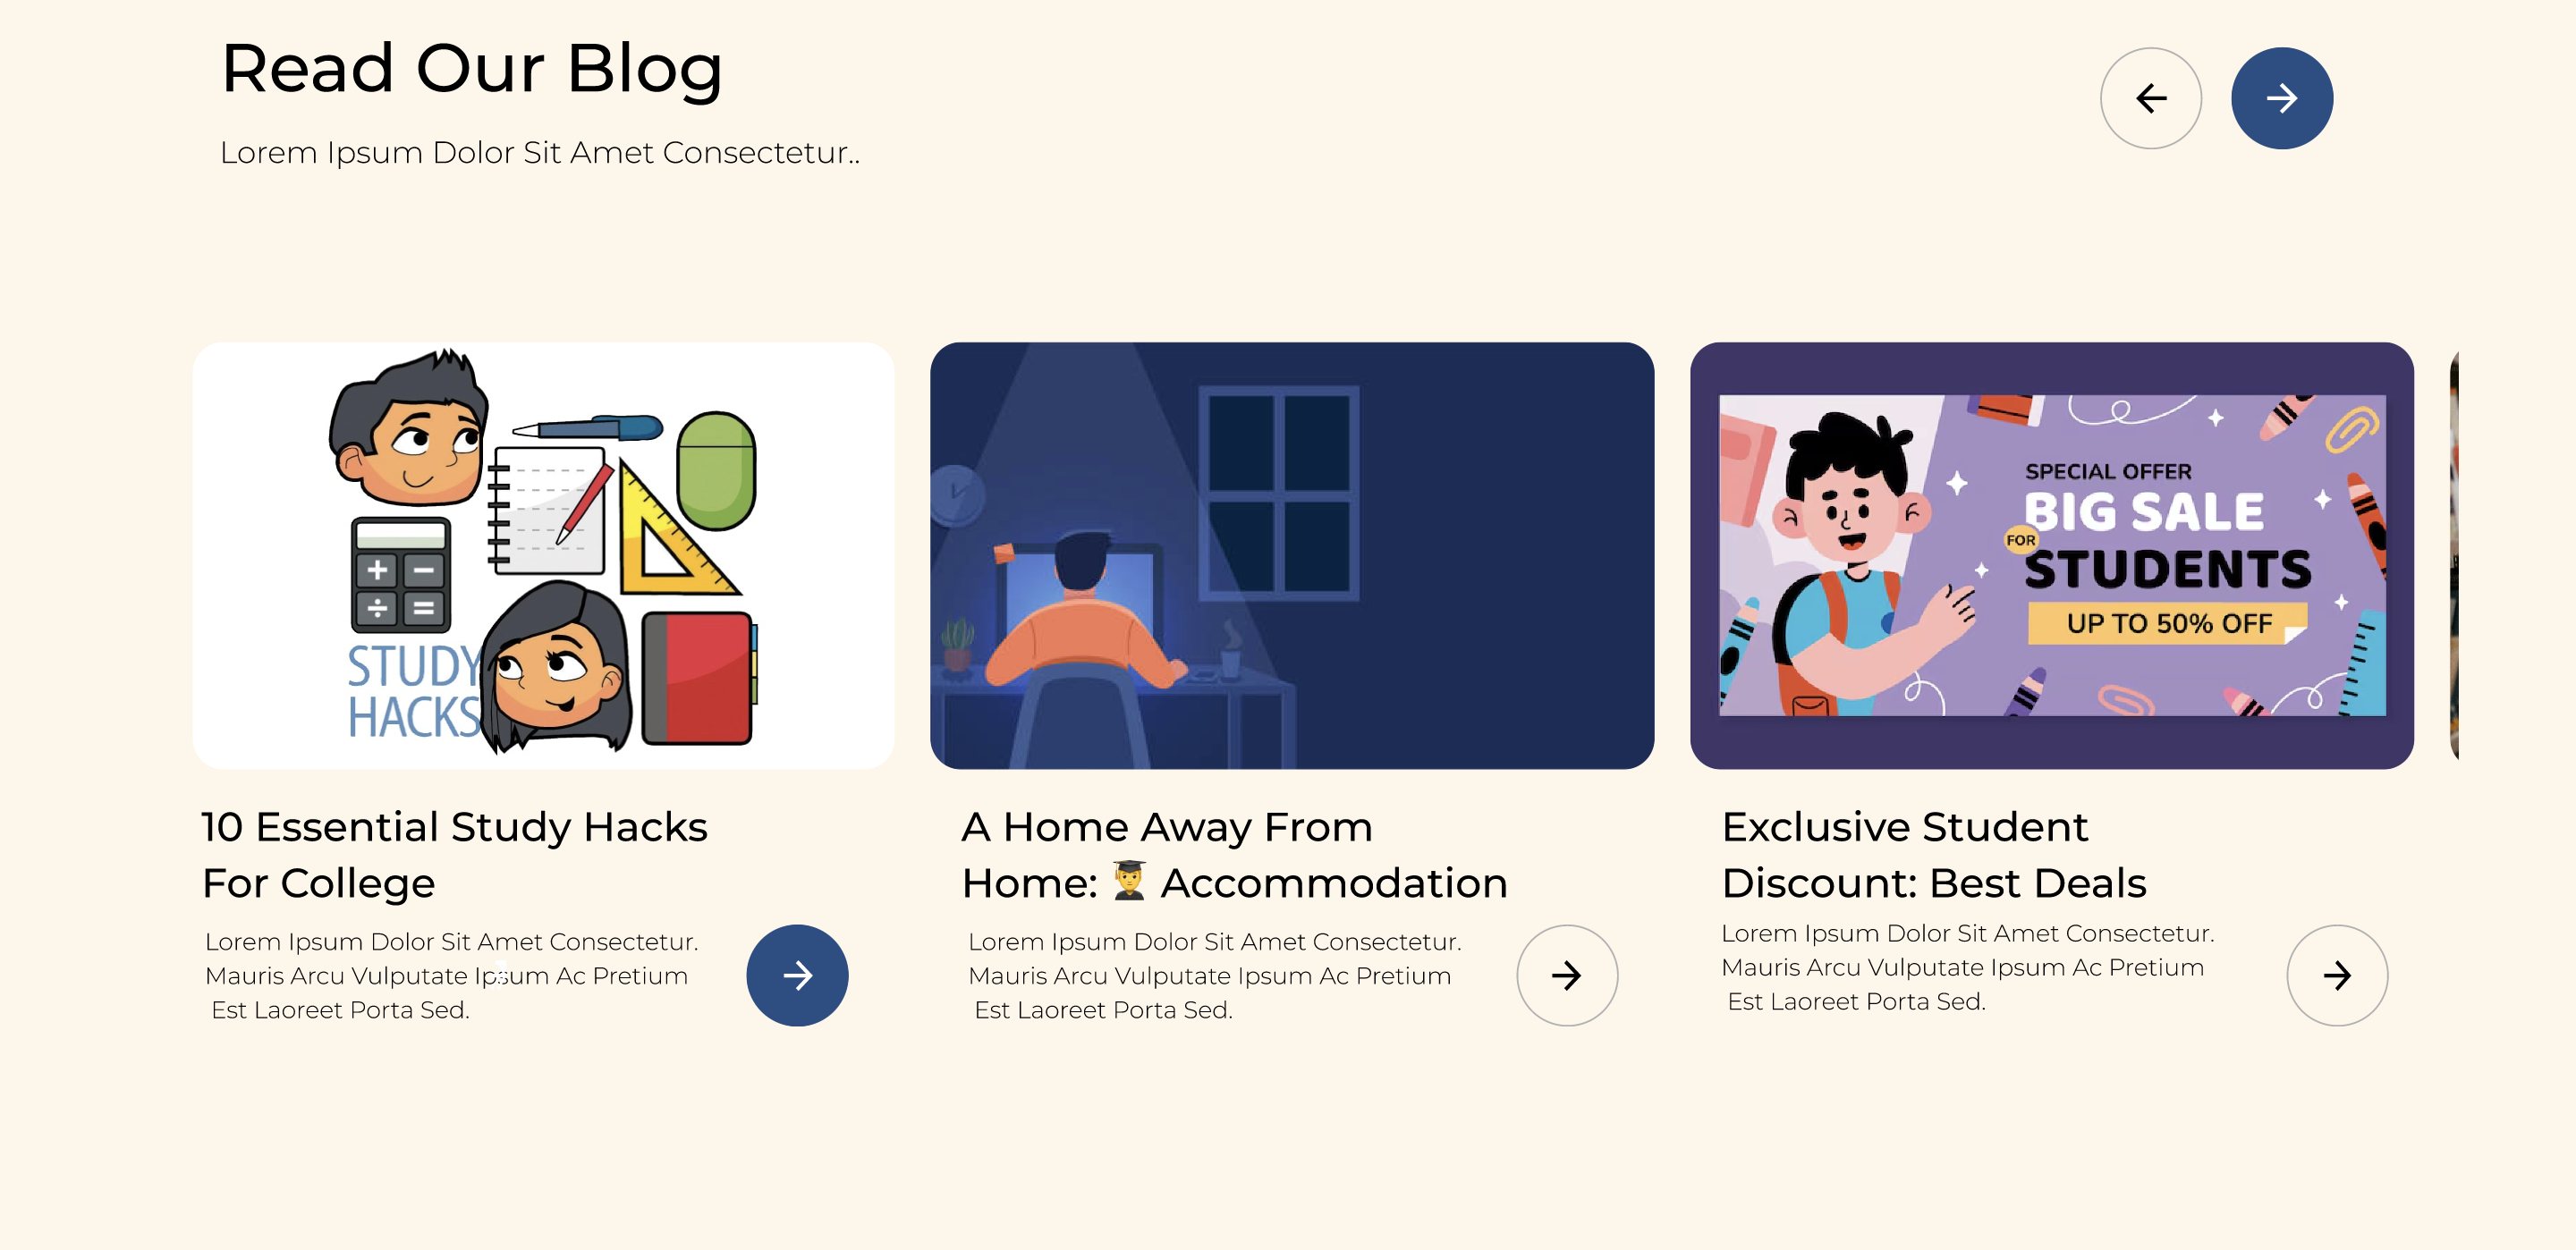 Read Our Blog
Lorem Ipsum Dolor Sit Amet Consectetur..
STUDY
HACKS
SPECIAL OFFER
BIG SALE
FOR
STUDENTS
UP TO 50% OFF
10 Essential Study Hacks
For College
Lorem Ipsum Dolor Sit Amet Consectetur.
Mauris Arcu Vulputate Ipsum Ac Pretium
Est Laoreet Porta Sed.
A Home Away From
Home: 👨‍🎓 Accommodation
Lorem Ipsum Dolor Sit Amet Consectetur.
Mauris Arcu Vulputate Ipsum Ac Pretium
Est Laoreet Porta Sed.
Exclusive Student
Discount: Best Deals
Lorem Ipsum Dolor Sit Amet Consectetur.
Mauris Arcu Vulputate Ipsum Ac Pretium
Est Laoreet Porta Sed.